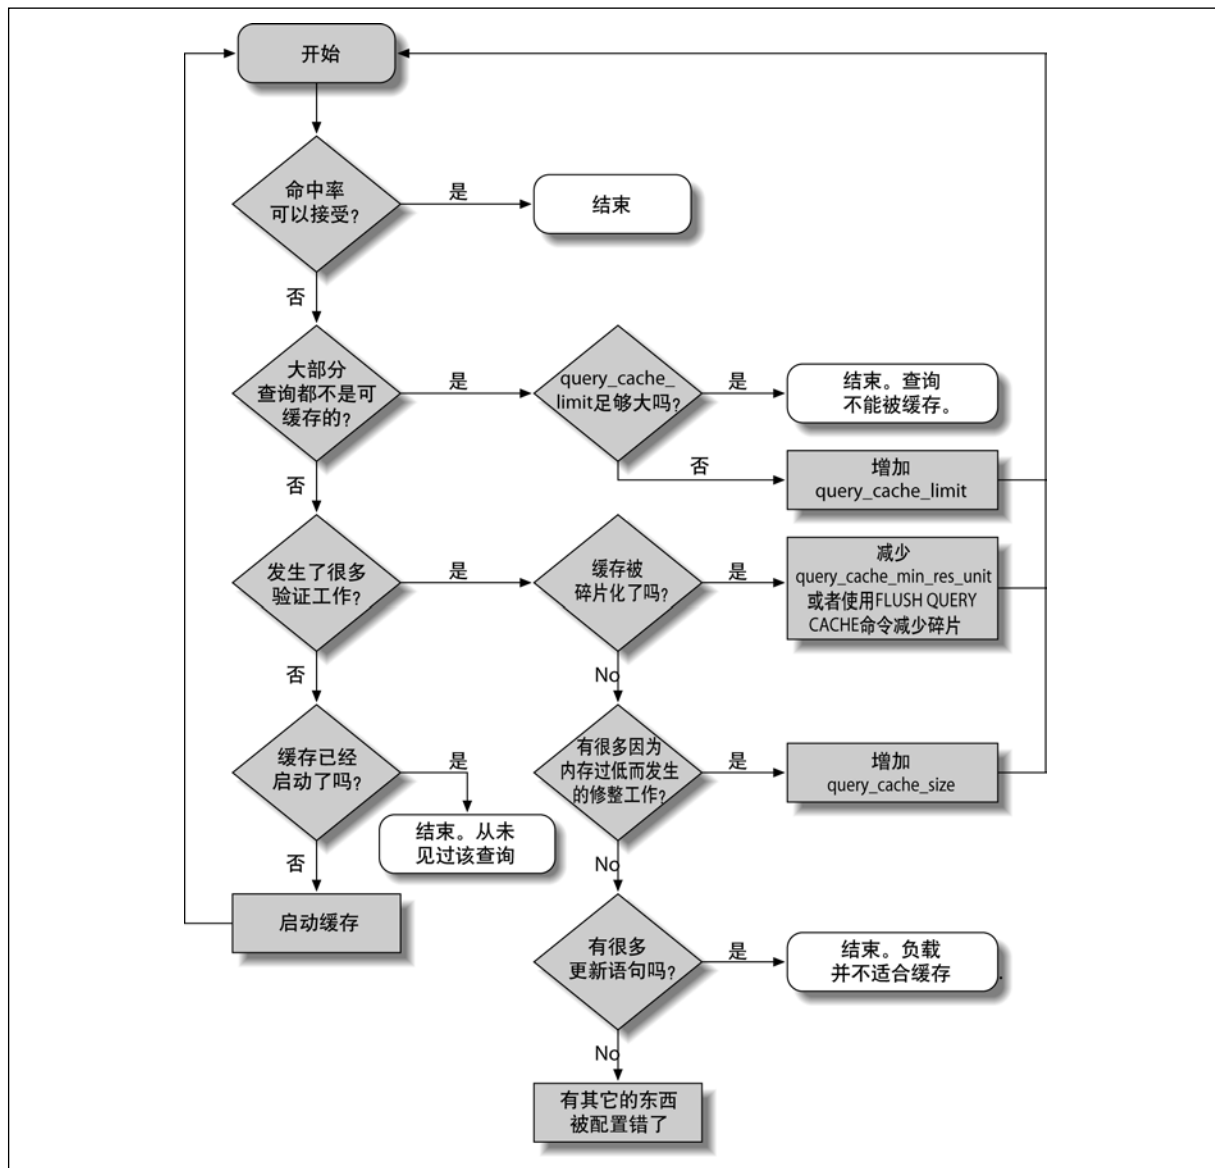 开始
命中率
可以接受?
是
结束
否
大部分
查询都不是可
缓存的?
是
query_cache_
limit足够大吗?
是
结束。查询
不能被缓存。
否
增加
query_cache_limit
否
发生了很多
验证工作?
是
缓存被
碎片化了吗?
是
减少
query_cache_min_res_unit
或者使用FLUSH QUERY
CACHE命令减少碎片
否
No
缓存已经
启动了吗?
是
结束。从未
见过该查询
有很多因为
内存过低而发生
的修整工作?
是
增加
query_cache_size
否
启动缓存
No
有很多
更新语句吗?
是
结束。负载
并不适合缓存
.
No
有其它的东西
被配置错了